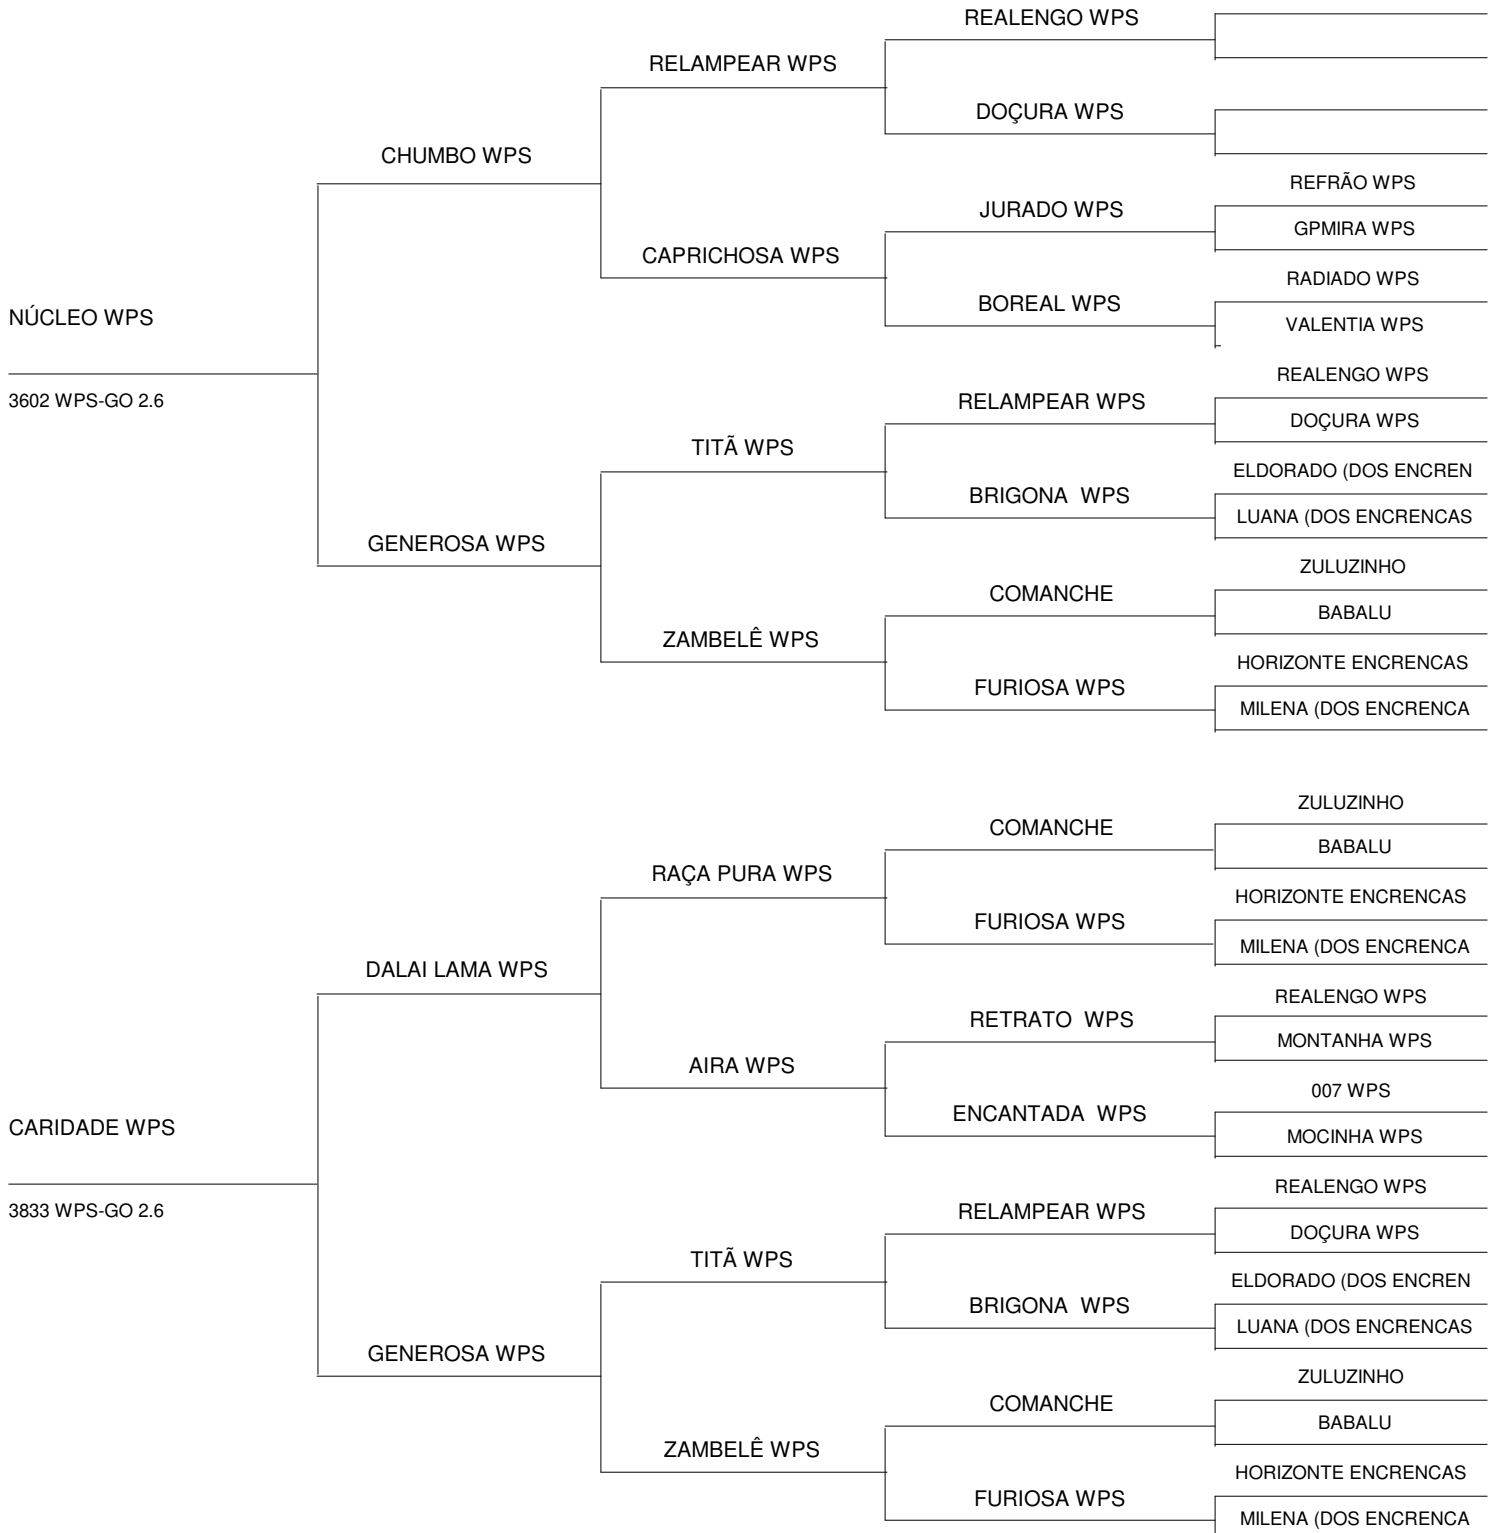 REALENGO WPS
RELAMPEAR WPS
DOÇURA WPS
CHUMBO WPS
REFRÃO WPS
JURADO WPS
GPMIRA WPS
CAPRICHOSA WPS
RADIADO WPS
BOREAL WPS
NÚCLEO WPS
VALENTIA WPS
REALENGO WPS
3602 WPS-GO 2.6
RELAMPEAR WPS
DOÇURA WPS
TITÃ WPS
ELDORADO (DOS ENCREN
BRIGONA  WPS
LUANA (DOS ENCRENCAS
GENEROSA WPS
ZULUZINHO
COMANCHE
BABALU
ZAMBELÊ WPS
HORIZONTE ENCRENCAS
FURIOSA WPS
MILENA (DOS ENCRENCA
ZULUZINHO
COMANCHE
BABALU
RAÇA PURA WPS
HORIZONTE ENCRENCAS
FURIOSA WPS
MILENA (DOS ENCRENCA
DALAI LAMA WPS
REALENGO WPS
RETRATO  WPS
MONTANHA WPS
AIRA WPS
007 WPS
ENCANTADA  WPS
CARIDADE WPS
MOCINHA WPS
REALENGO WPS
3833 WPS-GO 2.6
RELAMPEAR WPS
DOÇURA WPS
TITÃ WPS
ELDORADO (DOS ENCREN
BRIGONA  WPS
LUANA (DOS ENCRENCAS
GENEROSA WPS
ZULUZINHO
COMANCHE
BABALU
ZAMBELÊ WPS
HORIZONTE ENCRENCAS
FURIOSA WPS
MILENA (DOS ENCRENCA